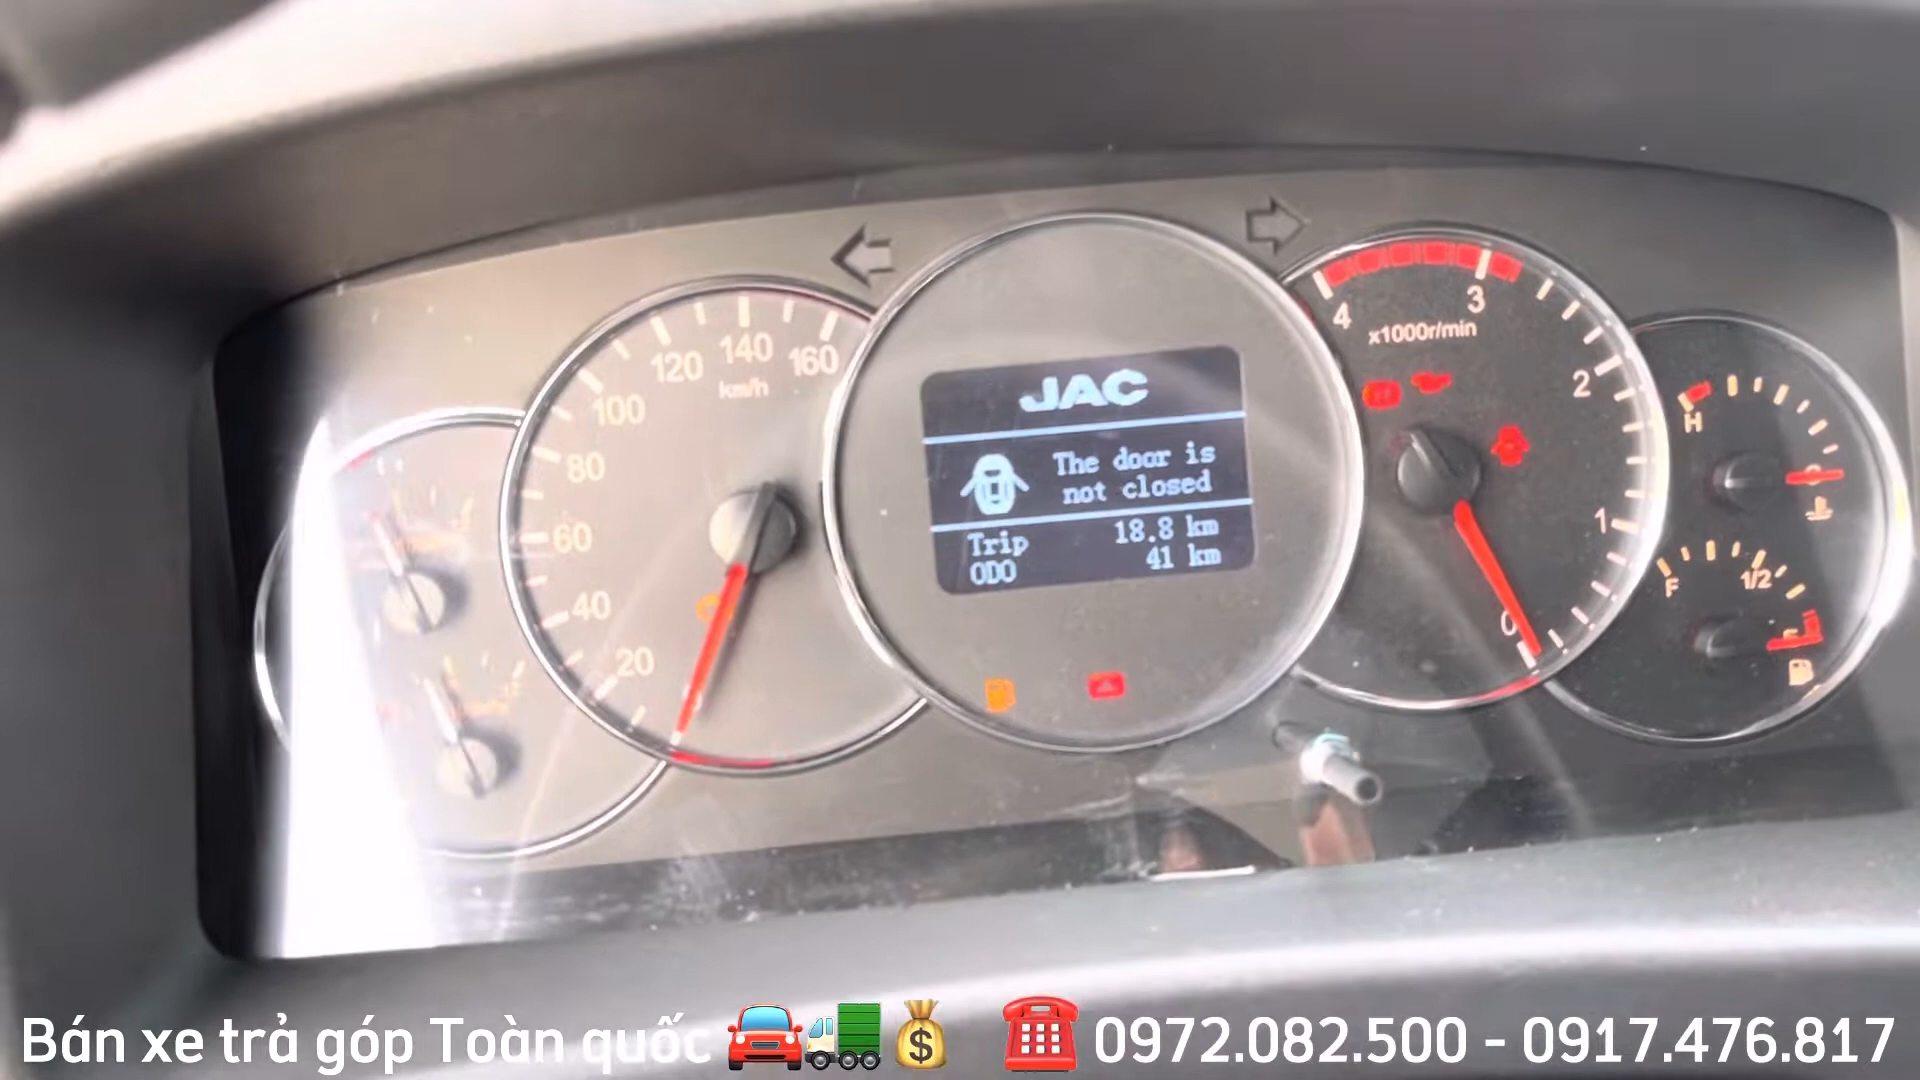 120 140 160
km/h
100
80
60
40
20
JAC
The door is
not closed
Trip 18.8 km
ODO 41 km
4 3
x1000r/min
2
1
0
H
F 1/2
Bán xe trả góp Toàn quốc 🚘🚛💰 ☎️ 0972.082.500 - 0917.476.817